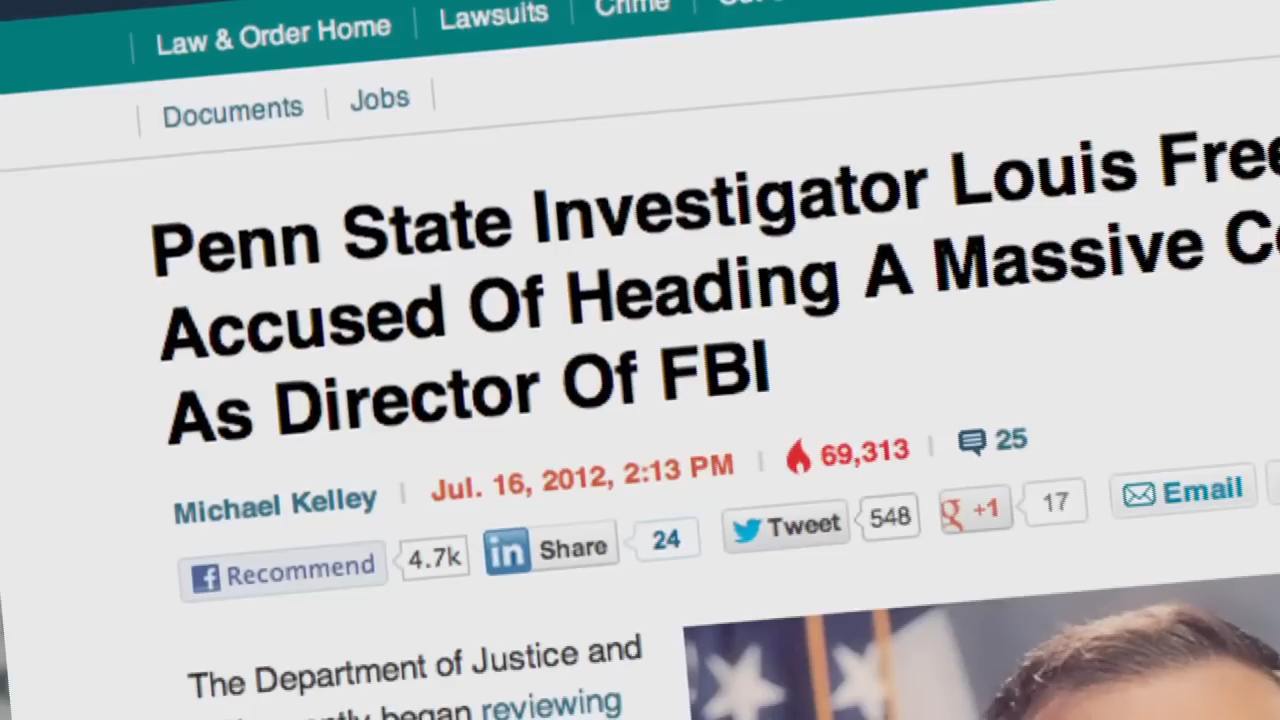 Law & Order Home
Lawsuits
Crime
Documents
Jobs
Penn State Investigator Louis
Accused Of Heading A Massive
As Director Of FBI
Michael Kelley
Jul. 16, 2012, 2:13 PM
69,313
25
Recommend
4.7k
in Share
24
Tweet
548
g +1
17
Email
The Department of Justice and
began reviewing